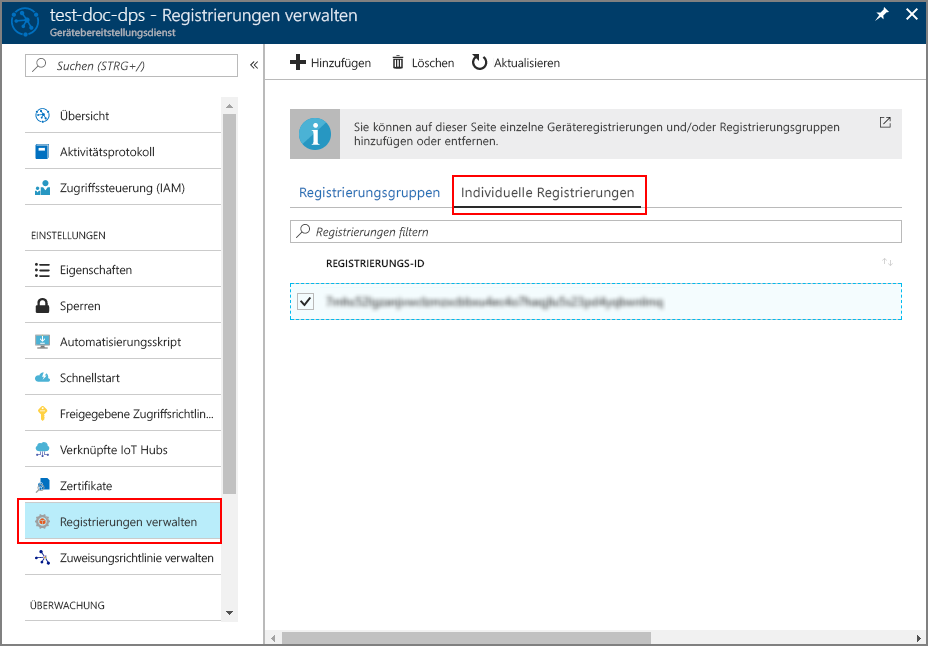 test-doc-dps - Registrierungen verwalten
Gerätebereitstellungsdienst
Suchen (STRG+/)
«
Übersicht
Aktivitätsprotokoll
Zugriffssteuerung (IAM)
EINSTELLUNGEN
Eigenschaften
Sperren
Automatisierungsskript
Schnellstart
Freigegebene Zugriffsrichtlin...
Verknüpfte IoT Hubs
Zertifikate
Registrierungen verwalten
Zuweisungsrichtlinie verwalten
ÜBERWACHUNG
Hinzufügen Löschen Aktualisieren
Sie können auf dieser Seite einzelne Geräteregistrierungen und/oder Registrierungsgruppen
hinzufügen oder entfernen.
Registrierungsgruppen Individuelle Registrierungen
Registrierungen filtern
REGISTRIERUNGS-ID